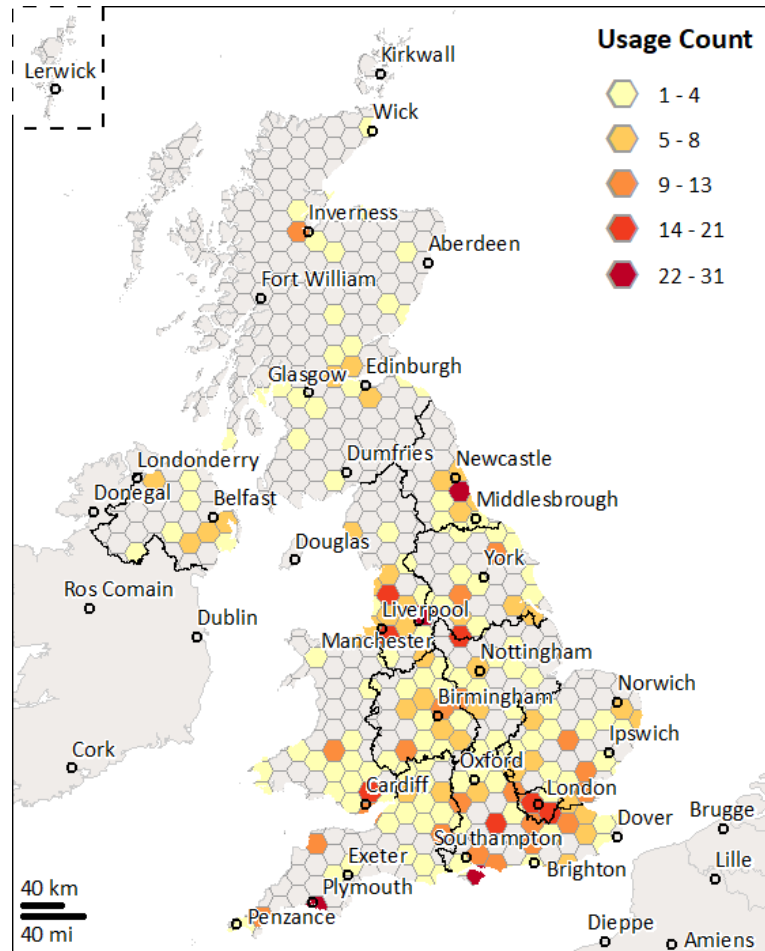 Usage Count
1 - 4
5 - 8
9 - 13
14 - 21
22 - 31
Lerwick
Kirkwall
Wick
Inverness
Aberdeen
Fort William
Edinburgh
Glasgow
Dumfries
Newcastle
Londonderry
Donegal
Belfast
Middlesbrough
Douglas
York
Ros Comain
Dublin
Liverpool
Manchester
Nottingham
Norwich
Birmingham
Ipswich
Cork
Oxford
Cardiff
London
Dover
Brugge
Southampton
Exeter
Brighton
Lille
Plymouth
40 km
40 mi
Penzance
Dieppe
Amiens